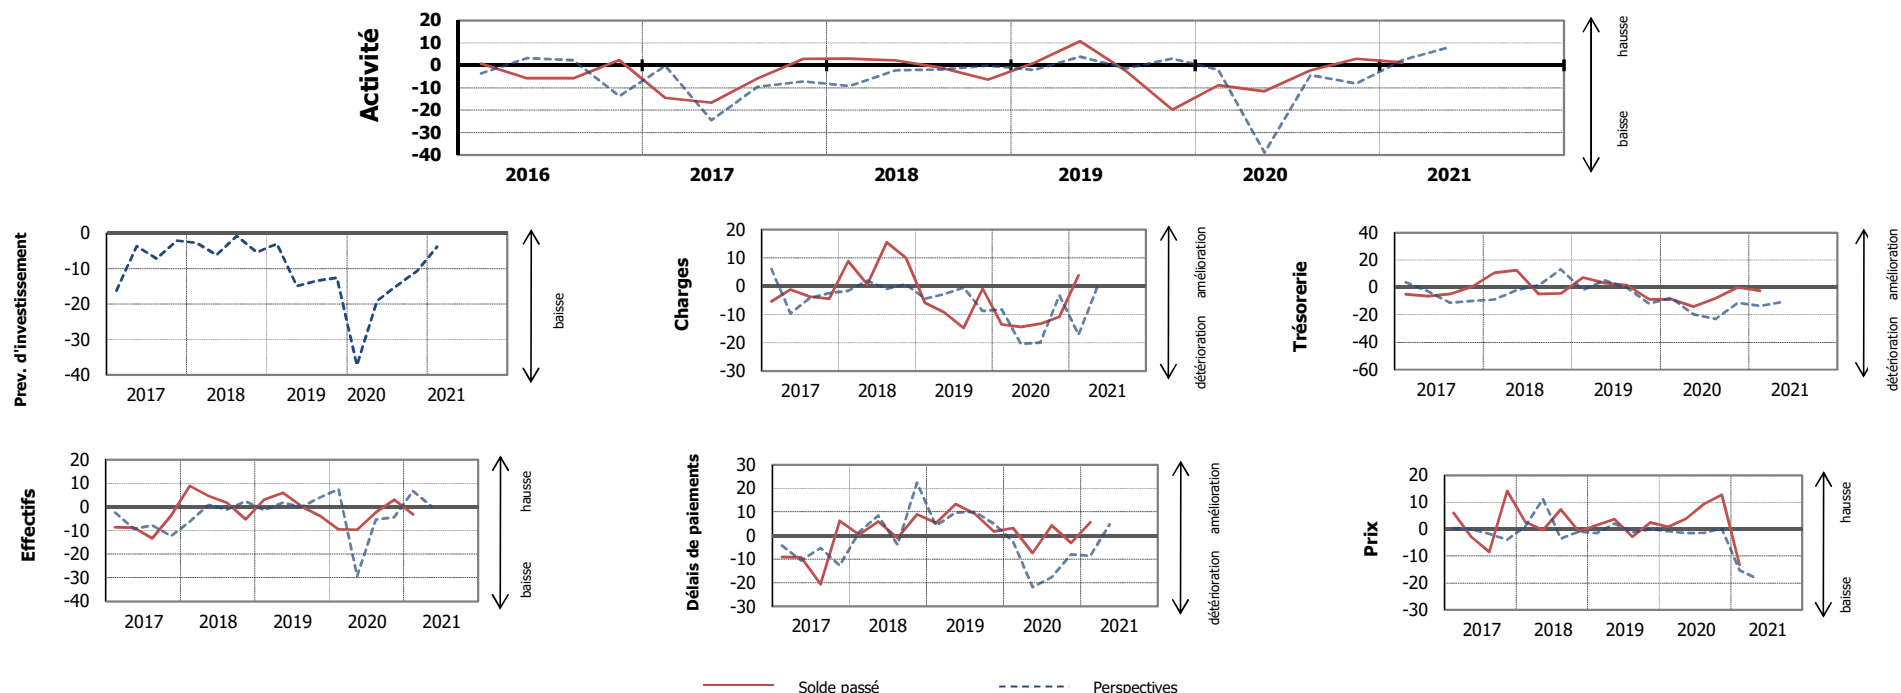 Activité
20
10
0
-10
-20
-30
-40
2016 2017 2018 2019 2020 2021
hausse
baisse
Prev. d'investissement
0
-10
-20
-30
-40
2017 2018 2019 2020 2021
baisse
Charges
20
10
0
-10
-20
-30
2017 2018 2019 2020 2021
amélioration
détérioration
Trésorerie
40
20
0
-20
-40
-60
2017 2018 2019 2020 2021
amélioration
détérioration
Effectifs
20
10
0
-10
-20
-30
-40
2017 2018 2019 2020 2021
hausse
baisse
Délais de paiements
30
20
10
0
-10
-20
-30
2017 2018 2019 2020 2021
amélioration
détérioration
Prix
20
10
0
-10
-20
-30
2017 2018 2019 2020 2021
hausse
baisse
Solde passé Perspectives